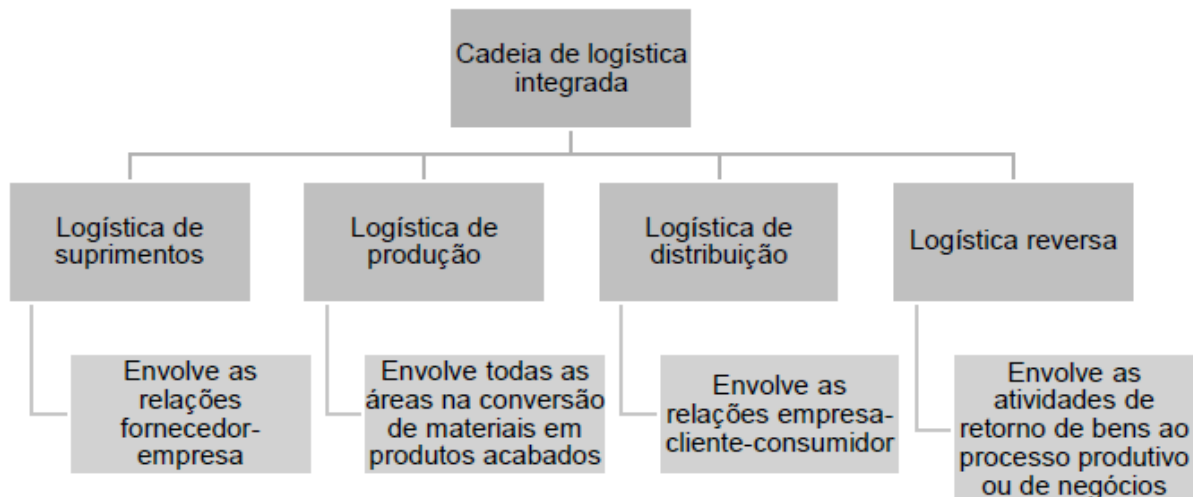 Cadeia de logística
integrada
Logística de
suprimentos
Logística de
produção
Logística de
distribuição
Logística reversa
Envolve as
relações
fornecedor-
empresa
Envolve todas as
áreas na conversão
de materiais em
produtos acabados
Envolve as
relações empresa-
cliente-consumidor
Envolve as
atividades de
retorno de bens ao
processo produtivo
ou de negócios